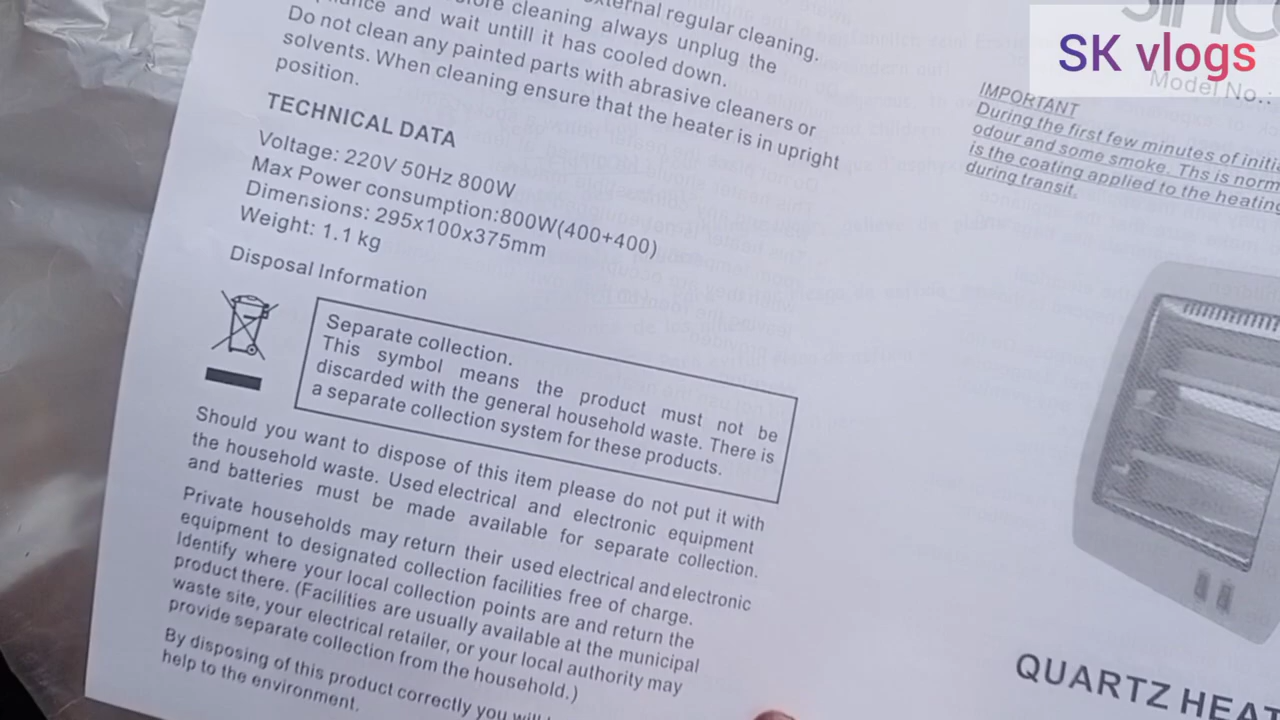 external regular cleaning,
before cleaning always unplug the
and wait untill it has cooled down.
Do not clean any painted parts with abrasive cleaners or
solvents. When cleaning ensure that the heater is in upright
position.
TECHNICAL DATA
Voltage: 220V 50Hz 800W
Max Power consumption:800W(400+400)
Dimensions: 295x100x375mm
Weight: 1.1 kg
Disposal Information
Separate collection.
This symbol means the product must not be
discarded with the general household waste. There is
a separate collection system for these products.
Should you want to dispose of this item please do not put it with
the household waste. Used electrical and electronic equipment
and batteries must be made available for separate collection.
Private households may return their used electrical and electronic
equipment to designated collection facilities free of charge.
Identify where your local collection points are and return the
product there. (Facilities are usually available at the municipal
waste site, your electrical retailer, or your local authority may
provide separate collection from the household.)
By disposing of this product correctly you will
help to the environment.
SK vlogs
Model No.:
IMPORTANT
During the first few minutes of
odour and some smoke. Ths is
is the coating applied to the
during transit.
QUARTZ